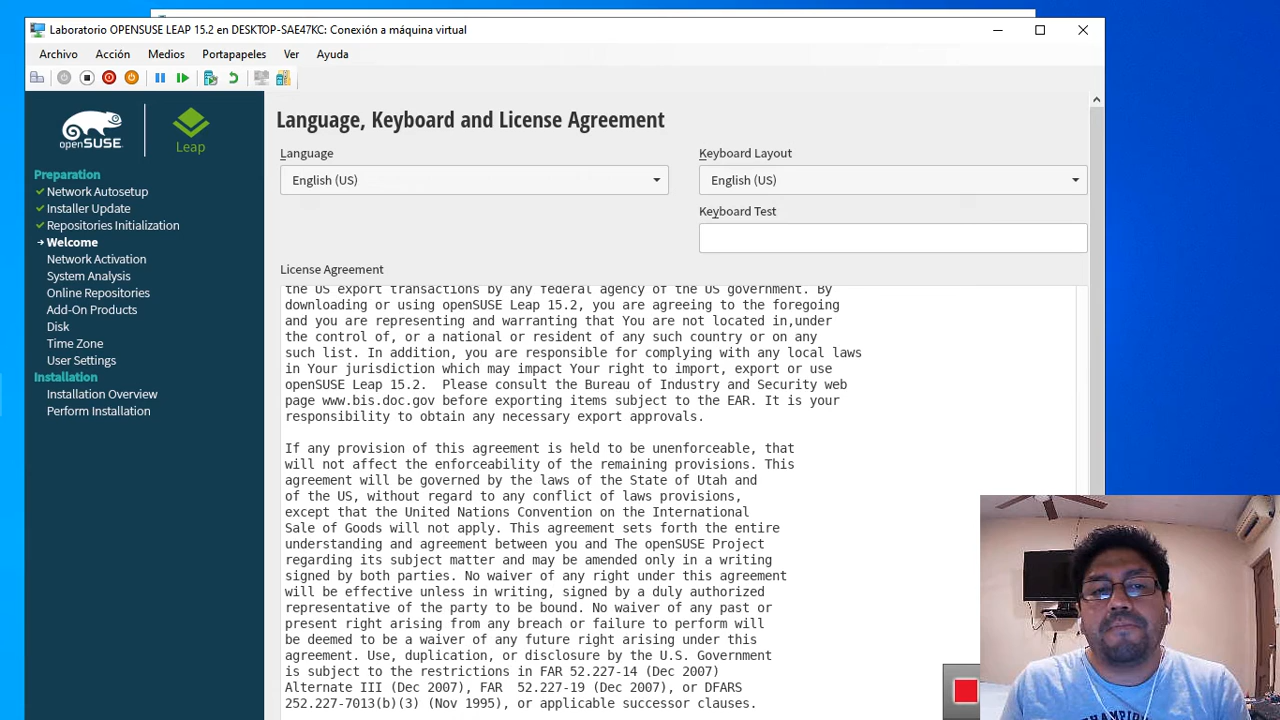 Laboratorio OPENSUSE LEAP 15.2 en DESKTOP-SAE47KC: Conexión a máquina virtual
Archivo Acción Medios Portapapeles Ver Ayuda
openSUSE
Leap
Preparation
Network Autosetup
Installer Update
Repositories Initialization
Welcome
Network Activation
System Analysis
Online Repositories
Add-On Products
Disk
Time Zone
User Settings
Installation
Installation Overview
Perform Installation
Language, Keyboard and License Agreement
Language
English (US)
Keyboard Layout
English (US)
Keyboard Test
License Agreement
the US export transactions by any federal agency of the US government. By
downloading or using openSUSE Leap 15.2, you are agreeing to the foregoing
and you are representing and warranting that You are not located in,under
the control of, or a national or resident of any such country or on any
such list. In addition, you are responsible for complying with any local laws
in Your jurisdiction which may impact Your right to import, export or use
openSUSE Leap 15.2.  Please consult the Bureau of Industry and Security web
page www.bis.doc.gov before exporting items subject to the EAR. It is your
responsibility to obtain any necessary export approvals.
If any provision of this agreement is held to be unenforceable, that
will not affect the enforceability of the remaining provisions. This
agreement will be governed by the laws of the State of Utah and
of the US, without regard to any conflict of laws provisions,
except that the United Nations Convention on the International
Sale of Goods will not apply. This agreement sets forth the entire
understanding and agreement between you and The openSUSE Project
regarding its subject matter and may be amended only in a writing
signed by both parties. No waiver of any right under this agreement
will be effective unless in writing, signed by a duly authorized
representative of the party to be bound. No waiver of any past or
present right arising from any breach or failure to perform will
be deemed to be a waiver of any future right arising under this
agreement. Use, duplication, or disclosure by the U.S. Government
is subject to the restrictions in FAR 52.227-14 (Dec 2007)
Alternate III (Dec 2007), FAR  52.227-19 (Dec 2007), or DFARS
252.227-7013(b)(3) (Nov 1995), or applicable successor clauses.